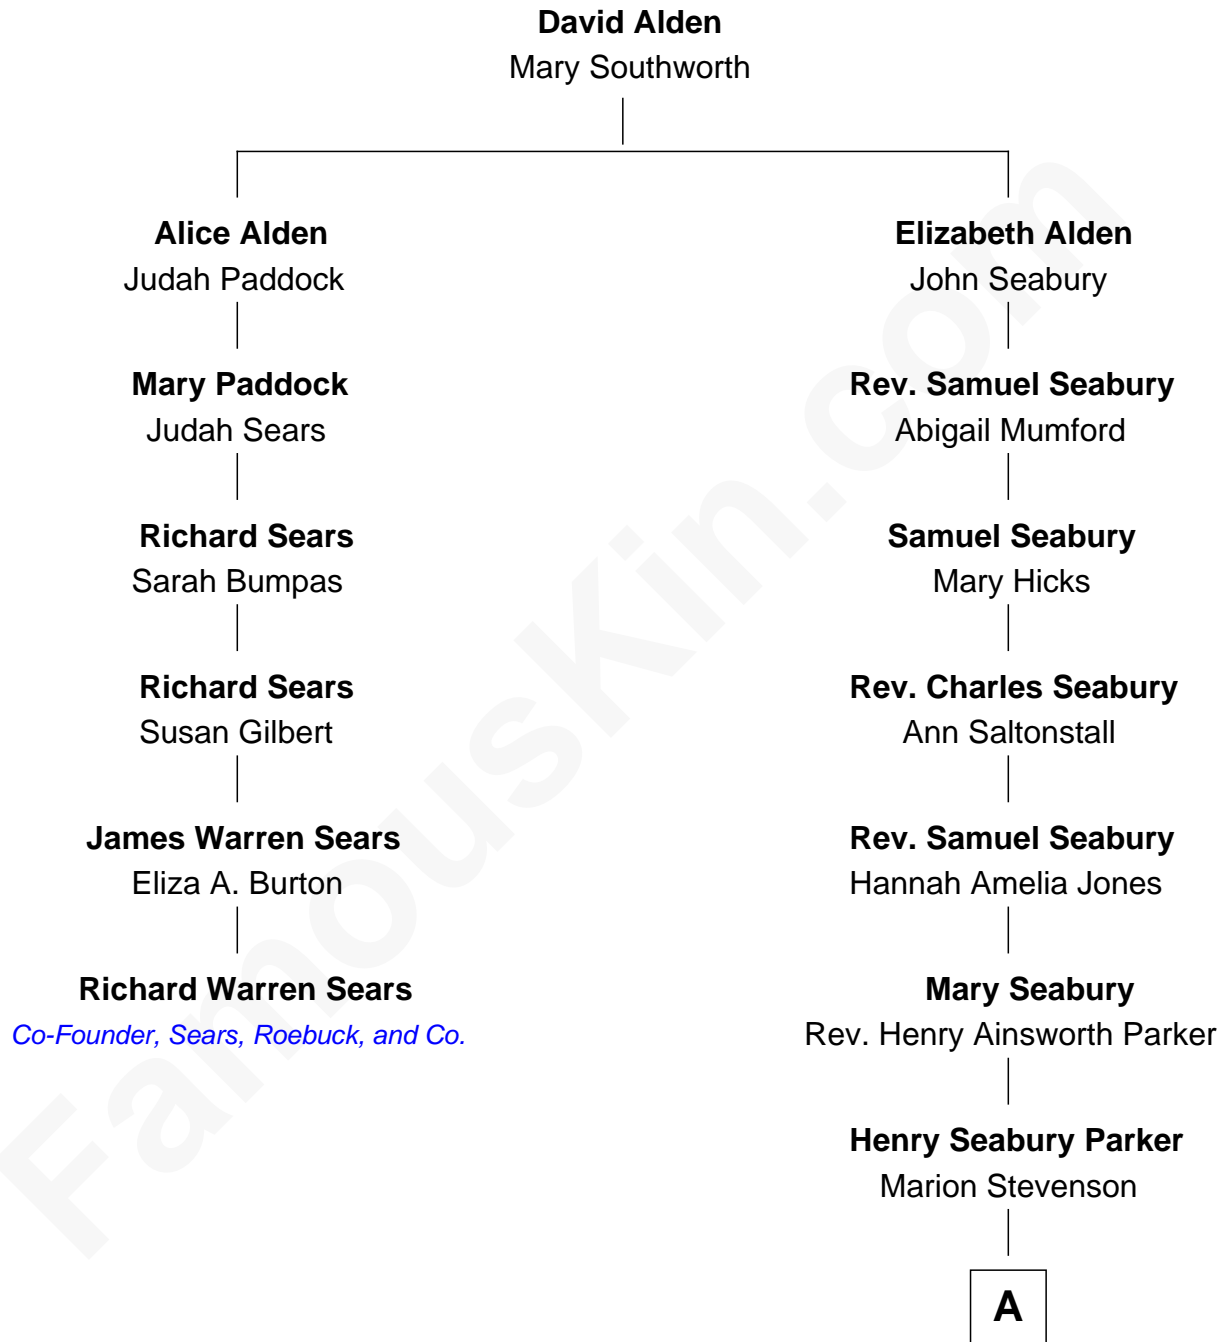 David Alden
Mary Southworth
Alice Alden
Judah Paddock
Mary Paddock
Judah Sears
Richard Sears
Sarah Bumpas
Richard Sears
Susan Gilbert
James Warren Sears
Eliza A. Burton
Richard Warren Sears
Co-Founder, Sears, Roebuck, and Co.
Elizabeth Alden
John Seabury
Rev. Samuel Seabury
Abigail Mumford
Samuel Seabury
Mary Hicks
Rev. Charles Seabury
Ann Saltonstall
Rev. Samuel Seabury
Hannah Amelia Jones
Mary Seabury
Rev. Henry Ainsworth Parker
Henry Seabury Parker
Marion Stevenson
A
FamousKin.com